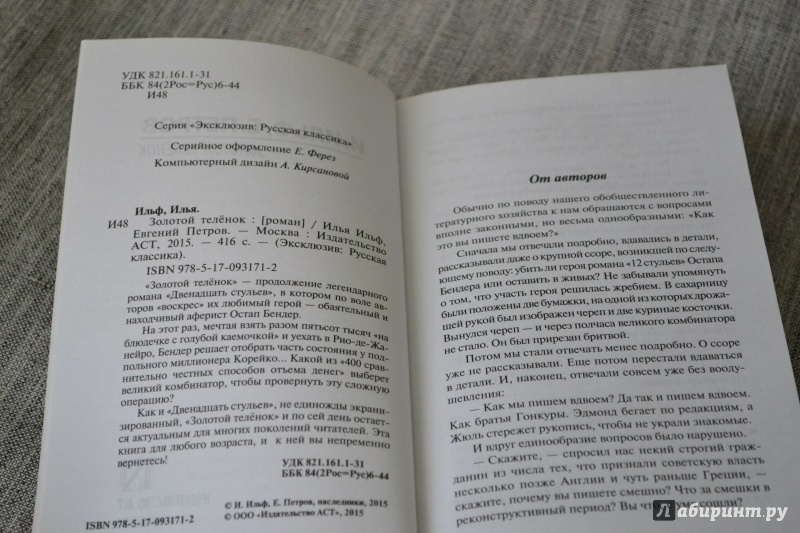 УДК 821.161.1-31
ББК 84(2Рос=Рус)6-44
И48
Серия «Эксклюзив: Русская классика»
Серийное оформление Е. Ферез
Компьютерный дизайн А. Кирсановой
Ильф, Илья.
И48 Золотой телёнок : [роман] / Илья Ильф,
Евгений Петров. — Москва : Издательство
АСТ, 2015. — 416 с. — (Эксклюзив: Русская
классика).
ISBN 978-5-17-093171-2
«Золотой телёнок» — продолжение легендарного
романа «Двенадцать стульев», в котором по воле ав-
торов «воскрес» их любимый герой — обаятельный и
находчивый аферист Остап Бендер.
На этот раз, мечтая взять разом пятьсот тысяч «на
блюдечке с голубой каемочкой» и уехать в Рио-де-Жа-
нейро, Бендер решает отобрать часть состояния у под-
польного миллионера Корейко... Какой из «400 срав-
нительно честных способов отъема денег» выберет
великий комбинатор, чтобы провернуть эту сложную
операцию?
Как и «Двенадцать стульев», не единожды экрани-
зированный, «Золотой телёнок» и по сей день остает-
ся актуальным для многих поколений читателей. Эта
книга для любого возраста, и к ней вы непременно
вернетесь!
УДК 821.161.1-31
ББК 84(2Рос=Рус)6-44
© И. Ильф, Е. Петров, наследники, 2015
ISBN 978-5-17-093171-2 © ООО «Издательство АСТ», 2015
От авторов
Обычно по поводу нашего обобществленного ли-
тературного хозяйства к нам обращаются с вопросами
вполне законными, но весьма однообразными: «Как
это вы пишете вдвоем?»
Сначала мы отвечали подробно, вдавались в детали,
рассказывали даже о крупной ссоре, возникшей по следу-
ющему поводу: убить ли героя романа «12 стульев» Остапа
Бендера или оставить в живых? Не забывали упомянуть
о том, что участь героя решилась жребием. В сахарницу
были положены две бумажки, на одной из которых дрожа-
щей рукой был изображен череп и две куриные косточки.
Вынулся череп — и через полчаса великого комбинатора
не стало. Он был прирезан бритвой.
Потом мы стали отвечать менее подробно. О ссоре
уже не рассказывали. Еще потом перестали вдаваться
в детали. И, наконец, отвечали совсем уже без вооду-
шевления:
— Как мы пишем вдвоем? Да так и пишем вдвоем.
Как братья Гонкуры. Эдмонд бегает по редакциям, а
Жюль стережет рукопись, чтобы не украли знакомые.
И вдруг единообразие вопросов было нарушено.
— Скажите, — спросил нас некий строгий граж-
данин из числа тех, что признали советскую власть
несколько позже Англии и чуть раньше Греции, —
скажите, почему вы пишете смешно? Что за смешки в
реконструктивный период? Вы что, с ума сошли?
лабиринт.ру